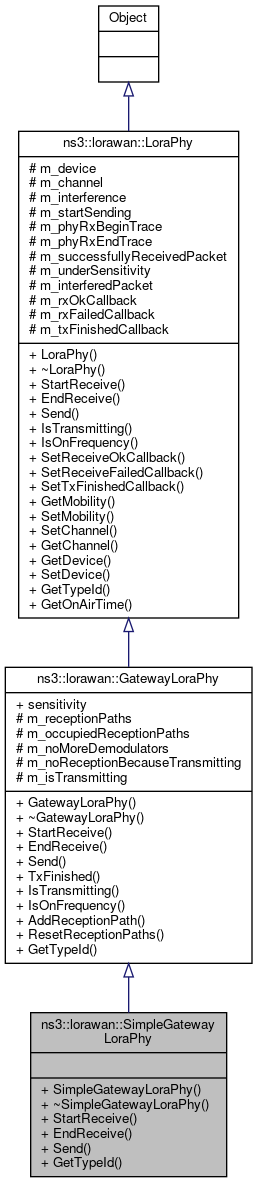 Object
ns3::lorawan::LoraPhy
# m_device
# m_channel
# m_interference
# m_startSending
# m_phyRxBeginTrace
# m_phyRxEndTrace
# m_successfullyReceivedPacket
# m_underSensitivity
# m_interferedPacket
# m_rxOkCallback
# m_rxFailedCallback
# m_txFinishedCallback
+ LoraPhy()
+ ~LoraPhy()
+ StartReceive()
+ EndReceive()
+ Send()
+ IsTransmitting()
+ IsOnFrequency()
+ SetReceiveOkCallback()
+ SetReceiveFailedCallback()
+ SetTxFinishedCallback()
+ GetMobility()
+ SetMobility()
+ SetChannel()
+ GetChannel()
+ GetDevice()
+ SetDevice()
+ GetTypeId()
+ GetOnAirTime()
ns3::lorawan::GatewayLoraPhy
+ sensitivity
# m_receptionPaths
# m_occupiedReceptionPaths
# m_noMoreDemodulators
# m_noReceptionBecauseTransmitting
# m_isTransmitting
+ GatewayLoraPhy()
+ ~GatewayLoraPhy()
+ StartReceive()
+ EndReceive()
+ Send()
+ TxFinished()
+ IsTransmitting()
+ IsOnFrequency()
+ AddReceptionPath()
+ ResetReceptionPaths()
+ GetTypeId()
ns3::lorawan::SimpleGateway
LoraPhy
+ SimpleGatewayLoraPhy()
+ ~SimpleGatewayLoraPhy()
+ StartReceive()
+ EndReceive()
+ Send()
+ GetTypeId()